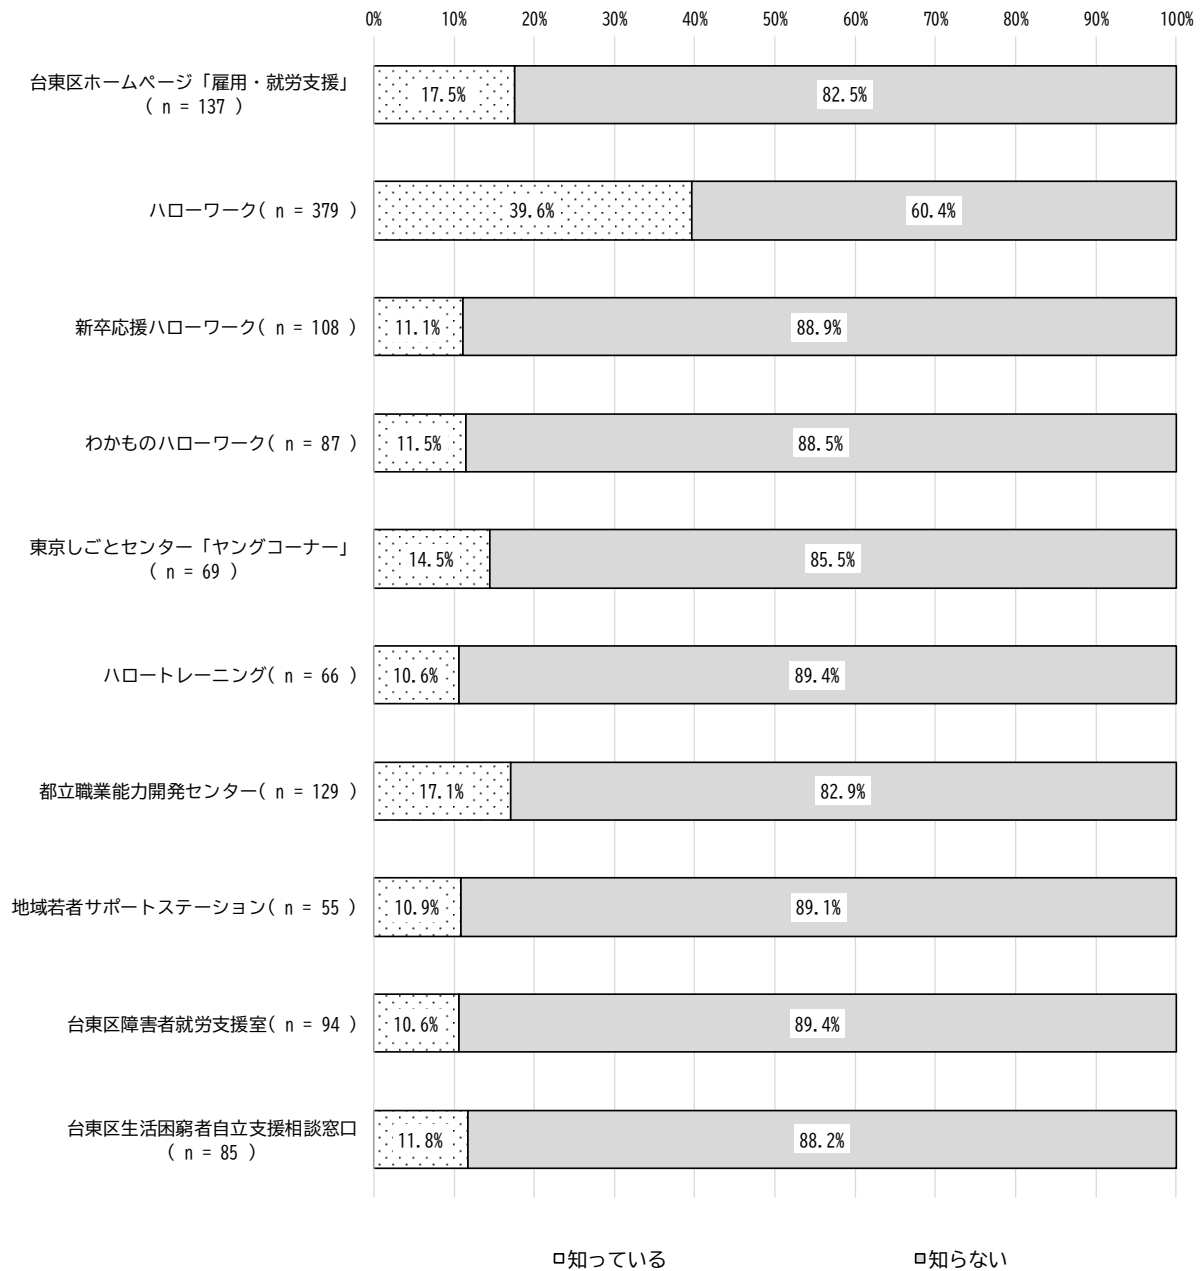 0% 10% 20% 30% 40% 50% 60% 70% 80% 90% 100%
台東区ホームページ「雇用・就労支援」
( n = 137 )
17.5% 82.5%
ハローワーク( n = 379 ) 39.6% 60.4%
新卒応援ハローワーク( n = 108 ) 11.1% 88.9%
わかものハローワーク( n = 87 ) 11.5% 88.5%
東京しごとセンター「ヤングコーナー」
( n = 69 )
14.5% 85.5%
ハロートレーニング( n = 66 ) 10.6% 89.4%
都立職業能力開発センター( n = 129 ) 17.1% 82.9%
地域若者サポートステーション( n = 55 ) 10.9% 89.1%
台東区障害者就労支援室( n = 94 ) 10.6% 89.4%
台東区生活困窮者自立支援相談窓口
( n = 85 )
11.8% 88.2%
知っている 知らない